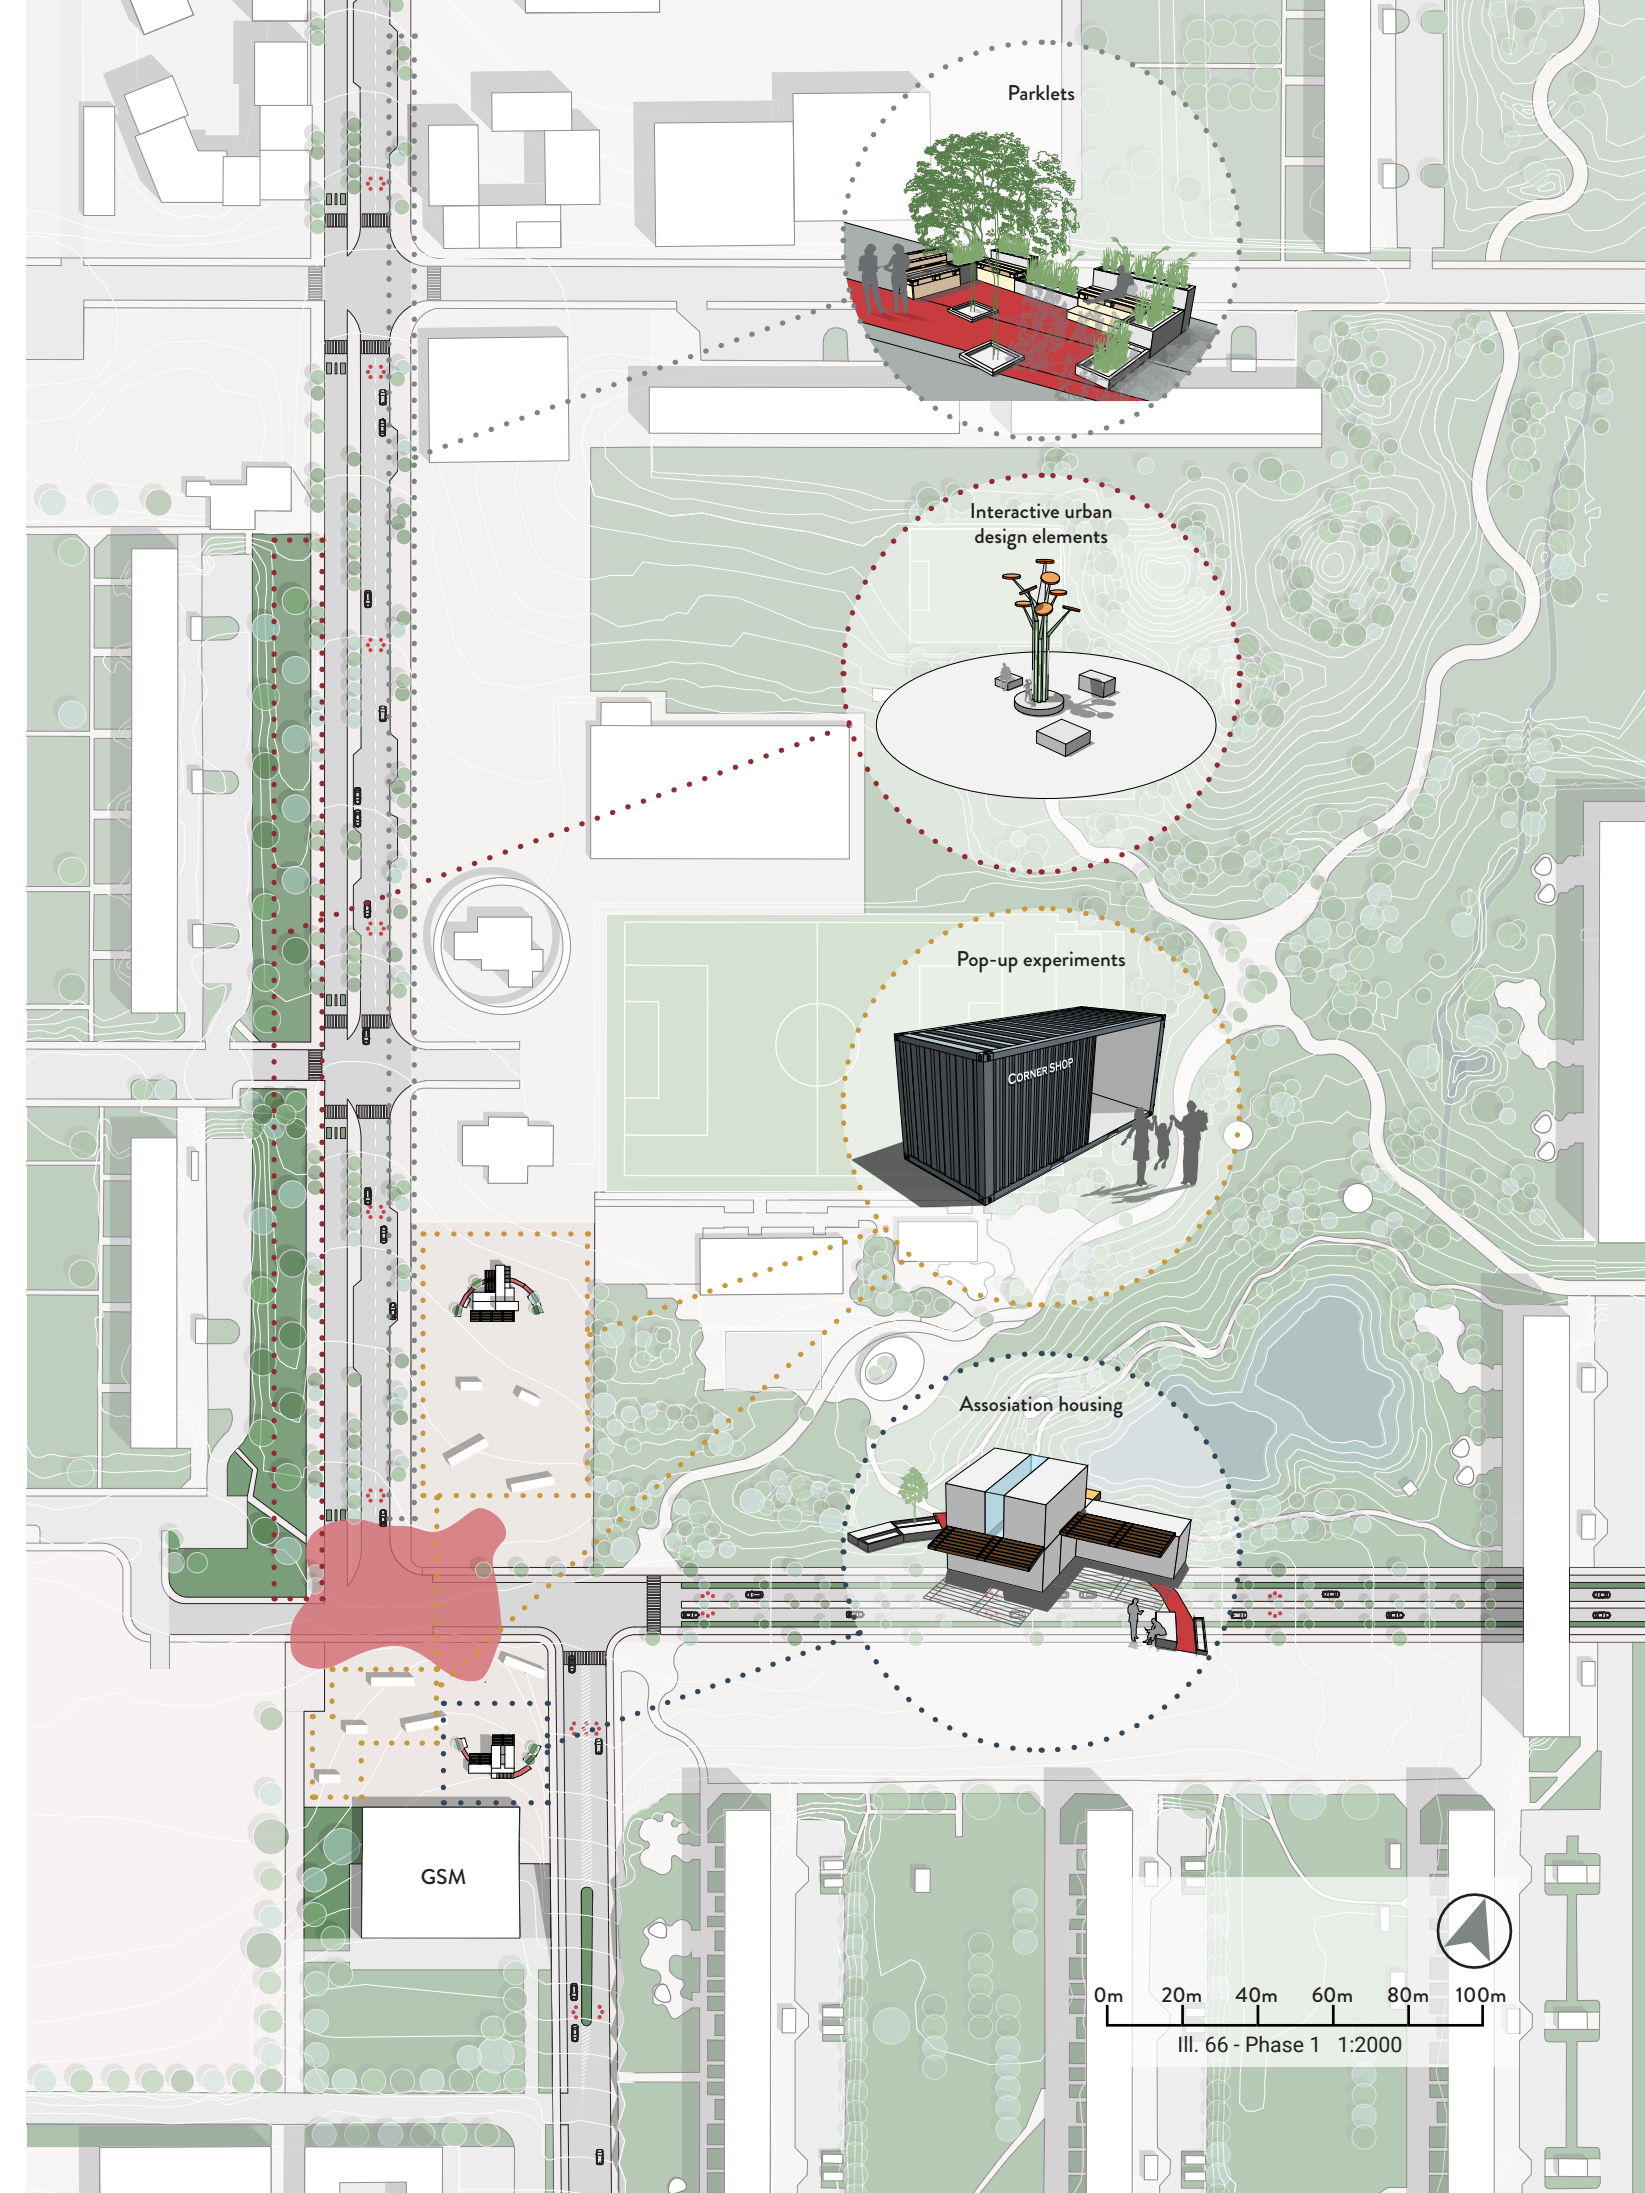 Parklets
Interactive urban
design elements
Pop-up experiments
CORNER SHOP
Assosiation housing
GSM
0m 20m 40m 60m 80m 100m
Ill. 66 - Phase 1 1:2000